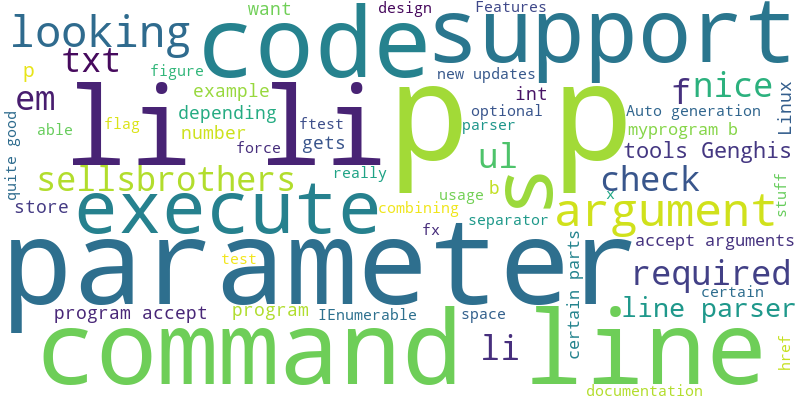 want
design
Features
looking
code
support
txt
p
figure
new updates
em
li li
p p
example
int
f
nice
depending
optional
Auto generation
Linux
able
flag
number
ftest
parser
myprogram b
quite good
force
gets
ul
tools Genghis
sellsbrothers
really
s
check
store
execute
usage
b
x
argument
stuff
combining
separator
fx
parameter
accept arguments
certain parts
test
required
certain
program accept
program
IEnumerable
space
line parser
command line
li
href
documentation